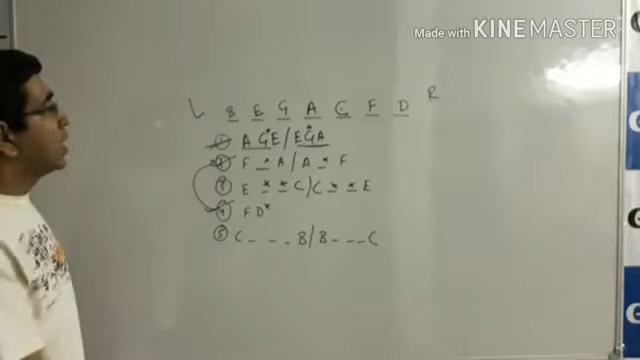 Made with KINEMASTER
L B E G A C F D R
① A G* E / E G* A
② F _* A / A _* F
③ E _* _* C / C _* _* E
④ F D*
⑤ C _ _ _ B / B _ _ _ C